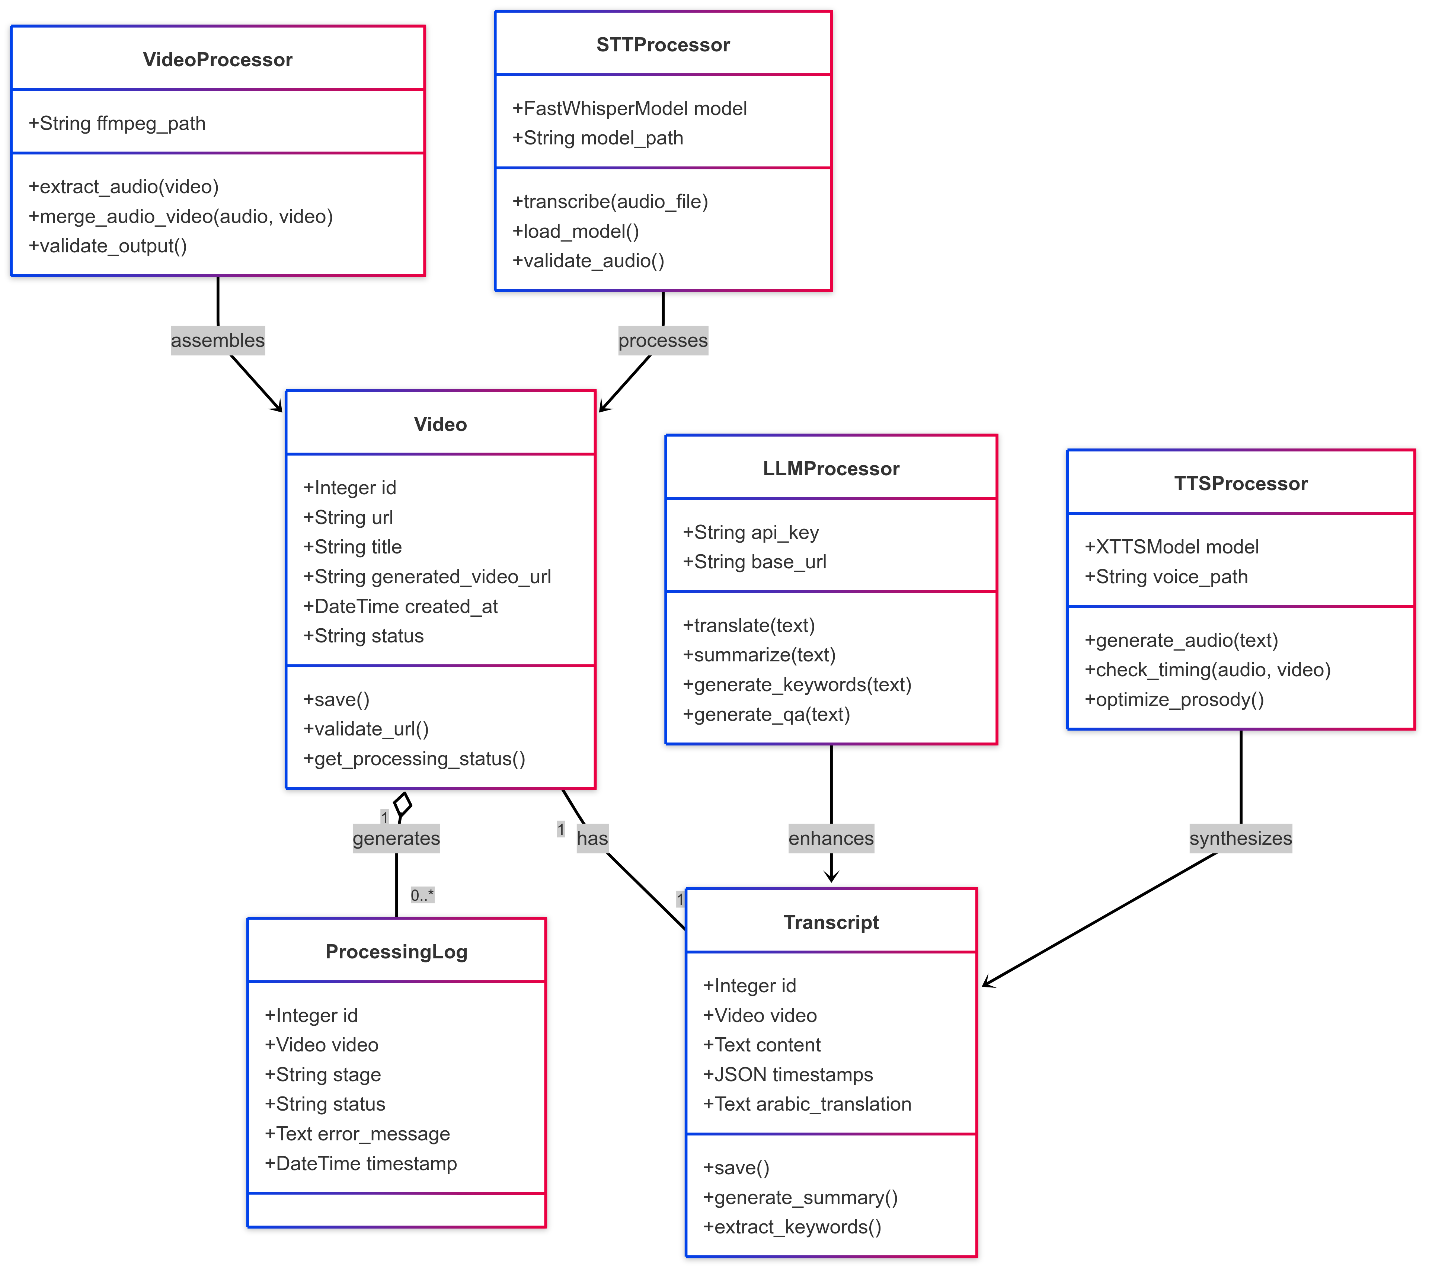 VideoProcessor
+String ffmpeg_path
+extract_audio(video)
+merge_audio_video(audio, video)
+validate_output()
STTProcessor
+FastWhisperModel model
+String model_path
+transcribe(audio_file)
+load_model()
+validate_audio()
assembles
processes
Video
+Integer id
+String url
+String title
+String generated_video_url
+DateTime created_at
+String status
+save()
+validate_url()
+get_processing_status()
LLMProcessor
+String api_key
+String base_url
+translate(text)
+summarize(text)
+generate_keywords(text)
+generate_qa(text)
TTSProcessor
+XTTSModel model
+String voice_path
+generate_audio(text)
+check_timing(audio, video)
+optimize_prosody()
1
generates
0..*
1
has
1
enhances
synthesizes
ProcessingLog
+Integer id
+Video video
+String stage
+String status
+Text error_message
+DateTime timestamp
Transcript
+Integer id
+Video video
+Text content
+JSON timestamps
+Text arabic_translation
+save()
+generate_summary()
+extract_keywords()